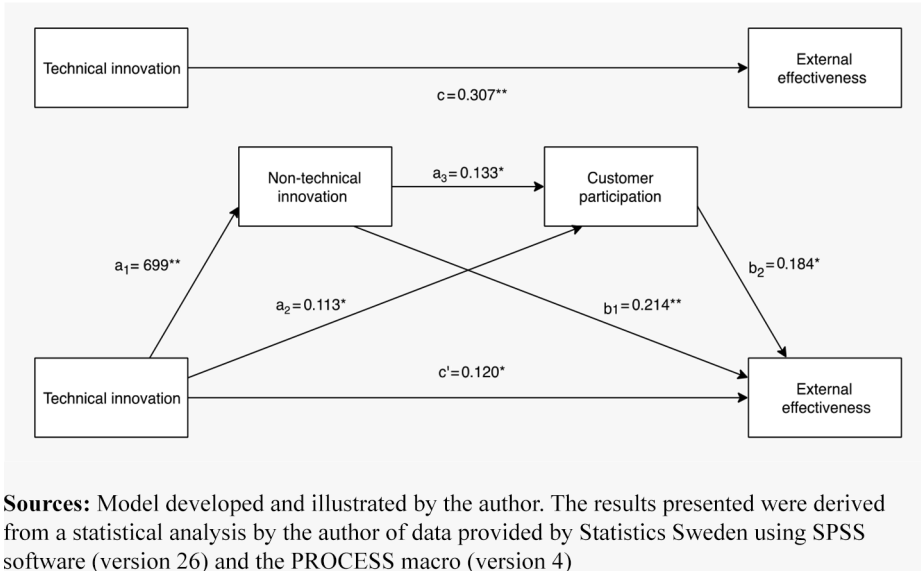 Technical innovation
External
effectiveness
c=0.307**
Non-technical
innovation
a₃=0.133*
Customer
participation
a₁= 699**
a₂=0.113*
b₁=0.214**
b₂=0.184*
Technical innovation
c'=0.120*
External
effectiveness
Sources: Model developed and illustrated by the author. The results presented were derived
from a statistical analysis by the author of data provided by Statistics Sweden using SPSS
software (version 26) and the PROCESS macro (version 4)